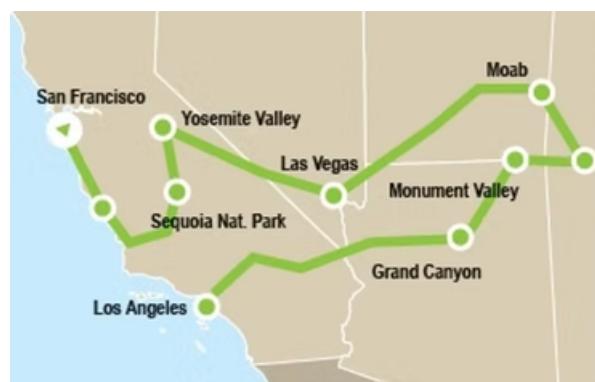 Moab
San Francisco
Yosemite Valley
Las Vegas
Monument Valley
Sequoia Nat. Park
Grand Canyon
Los Angeles